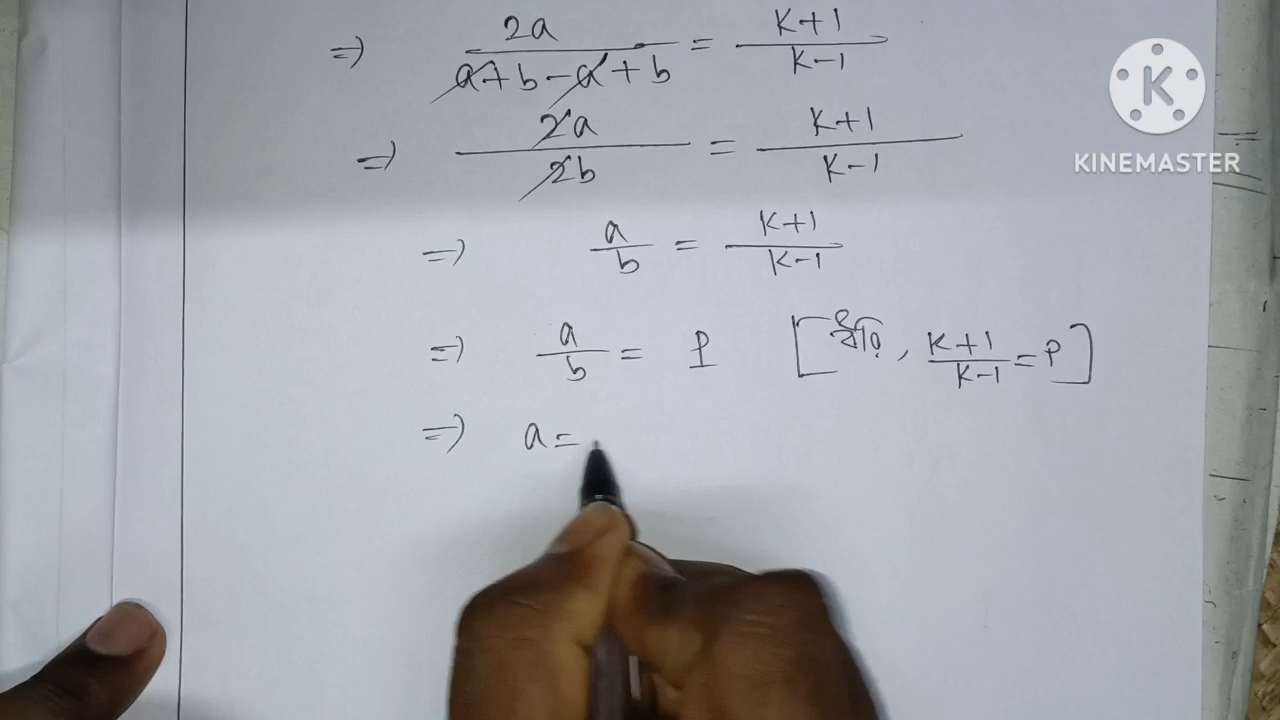 ⇒ 2a / (a + b - a + b) = (K+1) / (K-1)
⇒ 2a / 2b = (K+1) / (K-1)
⇒ a / b = (K+1) / (K-1)
⇒ a / b = P [ধরি, (K+1) / (K-1) = P]
⇒ a =
KINEMASTER